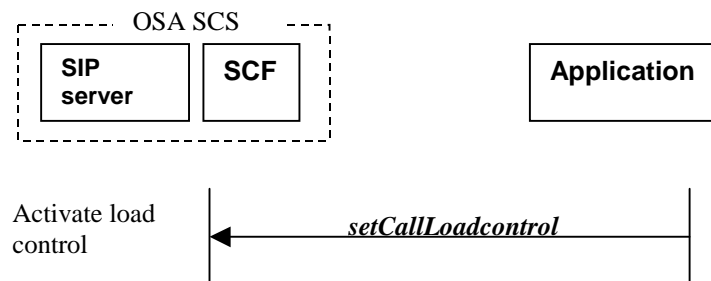 OSA SCS
SIP
server
SCF
Application
Activate load
control
setCallLoadcontrol